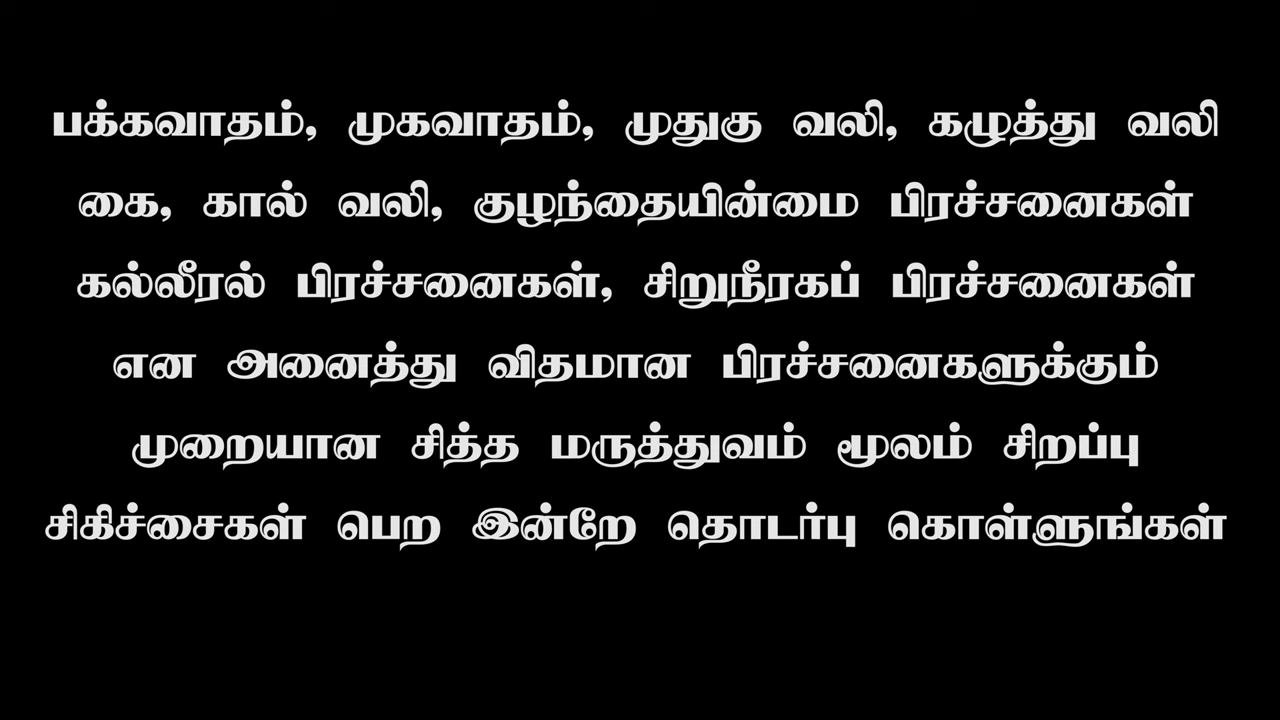 பக்கவாதம், முகவாதம், முதுகு வலி, கழுத்து வலி
கை, கால் வலி, குழந்தையின்மை பிரச்சனைகள்
கல்லீரல் பிரச்சனைகள், சிறுநீரகப் பிரச்சனைகள்
என அனைத்து விதமான பிரச்சனைகளுக்கும்
முறையான சித்த மருத்துவம் மூலம் சிறப்பு
சிகிச்சைகள் பெற இன்றே தொடர்பு கொள்ளுங்கள்